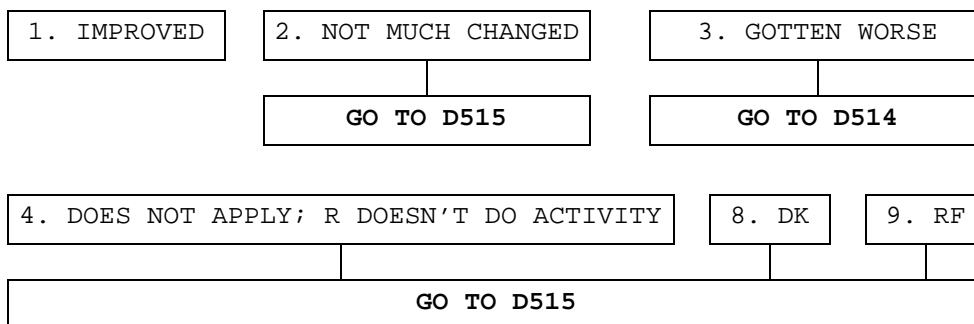 1. IMPROVED 2. NOT MUCH CHANGED 3. GOTTEN WORSE
GO TO D515 GO TO D514
4. DOES NOT APPLY; R DOESN'T DO ACTIVITY 8. DK 9. RF
GO TO D515